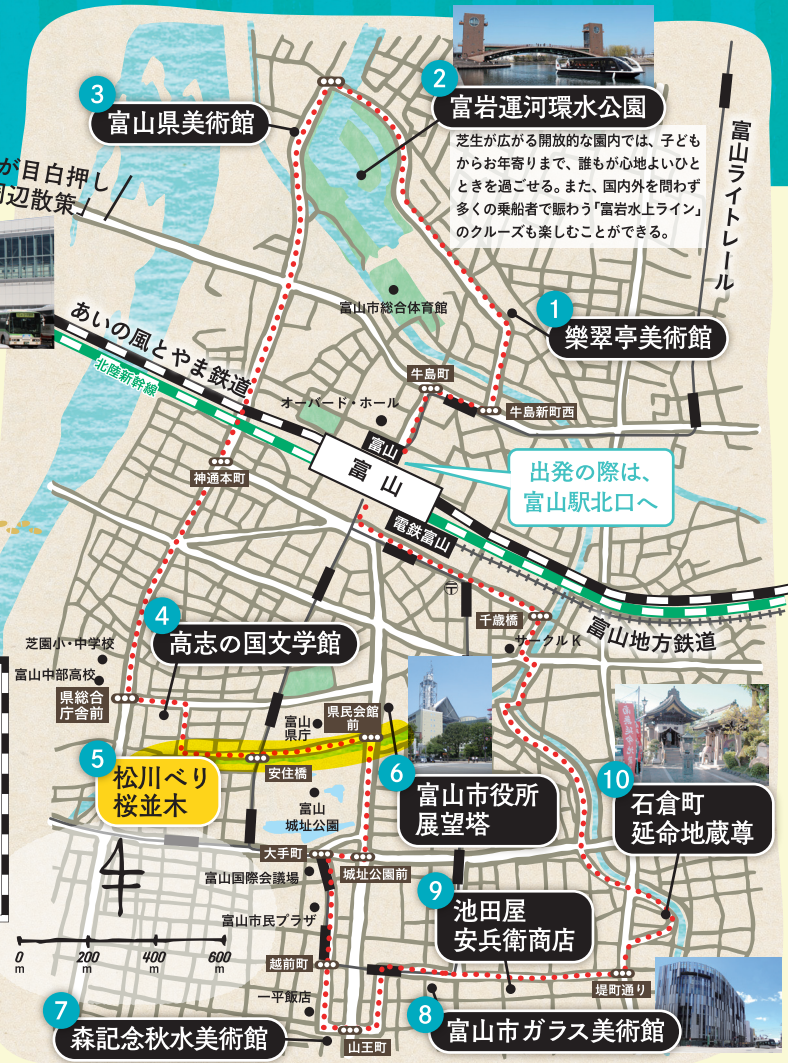 2
富岩運河環水公園
芝生が広がる開放的な園内では、子ども
からお年寄りまで、誰もが心地よいひと
ときを過ごせる。また、国内外を問わず
多くの乗船者で賑わう「富岩水上ライン」
のクルーズも楽しむことができる。
3
富山県美術館
が目白押し
周辺散策」
富山ライトレール
富山市総合体育館
1
樂翠亭美術館
あいの風とやま鉄道
北陸新幹線
牛島町
オーバード・ホール
牛島新町西
富山
富山
出発の際は、
富山駅北口へ
神通本町
電鉄富山
千歳橋
サークルK
富山地方鉄道
4
高志の国文学館
芝園小・中学校
富山中部高校
県総合
庁舎前
富山
県庁
県民会館
前
5
松川べり
桜並木
安住橋
富山
城址公園
6
富山市役所
展望塔
10
石倉町
延命地蔵尊
大手町
城址公園前
富山国際会議場
9
池田屋
安兵衛商店
富山市民プラザ
0
m
200
m
400
m
600
m
越前町
堤町通り
一平飯店
7
森記念秋水美術館
山王町
8
富山市ガラス美術館